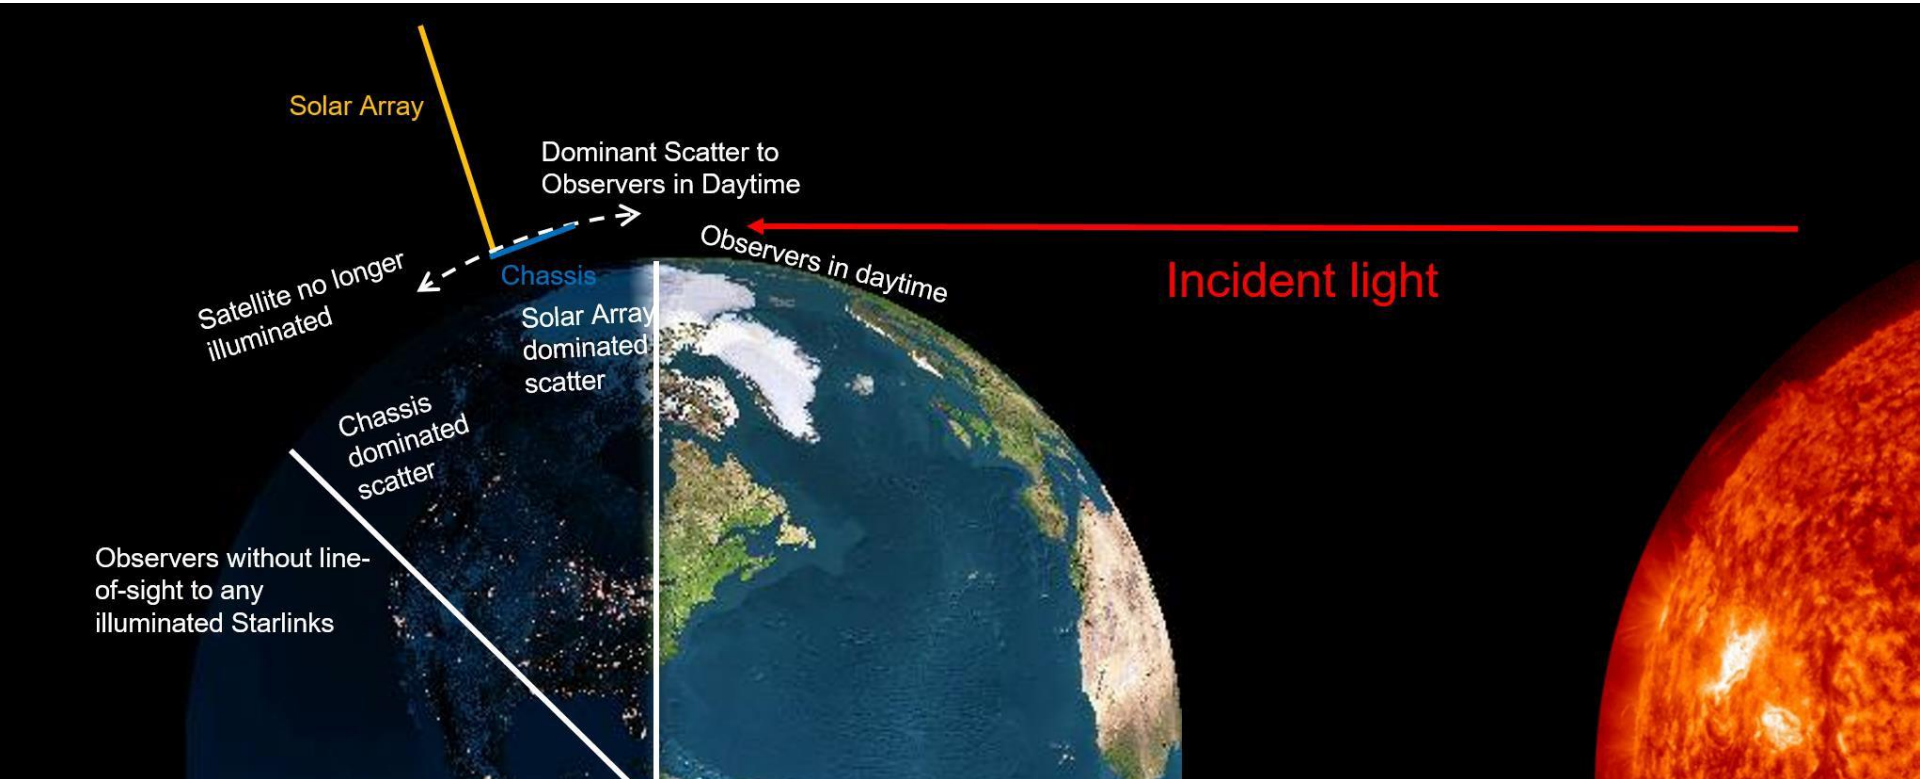 Solar Array
Dominant Scatter to
Observers in Daytime
Observers in daytime
Incident light
Satellite no longer
illuminated
Chassis
Solar Array
dominated
scatter
Chassis
dominated
scatter
Observers without line-
of-sight to any
illuminated Starlinks